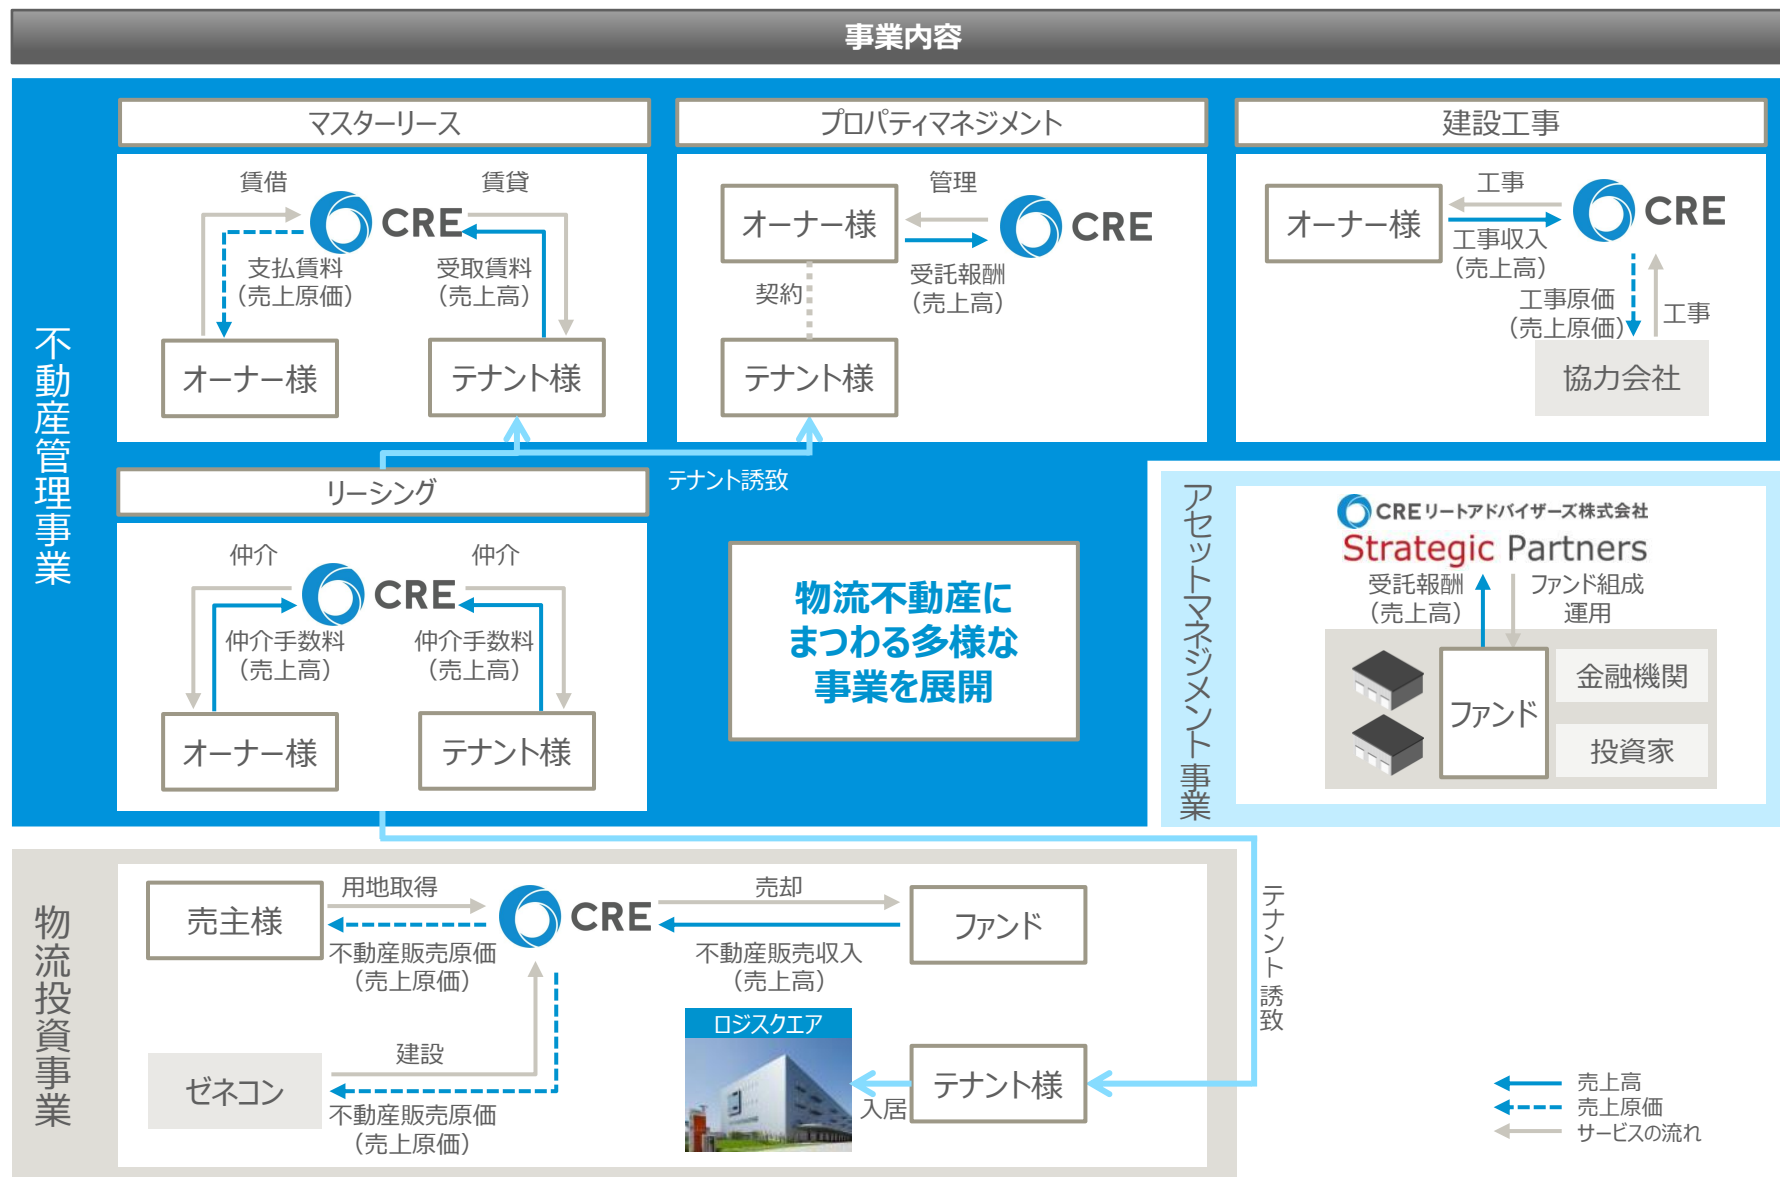 事業内容
不動産管理事業
マスターリース
賃借
CRE
賃貸
支払賃料
（売上原価）
受取賃料
（売上高）
オーナー様
テナント様
プロパティマネジメント
オーナー様
管理
CRE
受託報酬
（売上高）
契約
テナント様
建設工事
オーナー様
工事
CRE
工事収入
（売上高）
工事原価
（売上原価）
工事
協力会社
テナント誘致
リーシング
仲介
CRE
仲介
仲介手数料
（売上高）
仲介手数料
（売上高）
オーナー様
テナント様
物流不動産に
まつわる多様な
事業を展開
アセットマネジメント事業
CREリートアドバイザーズ株式会社
Strategic Partners
受託報酬
（売上高）
ファンド組成
運用
ファンド
金融機関
投資家
物流投資事業
売主様
用地取得
CRE
売却
ファンド
不動産販売原価
（売上原価）
不動産販売収入
（売上高）
ゼネコン
建設
不動産販売原価
（売上原価）
ロジスクエア
入居
テナント様
テナント誘致
売上高
売上原価
サービスの流れ